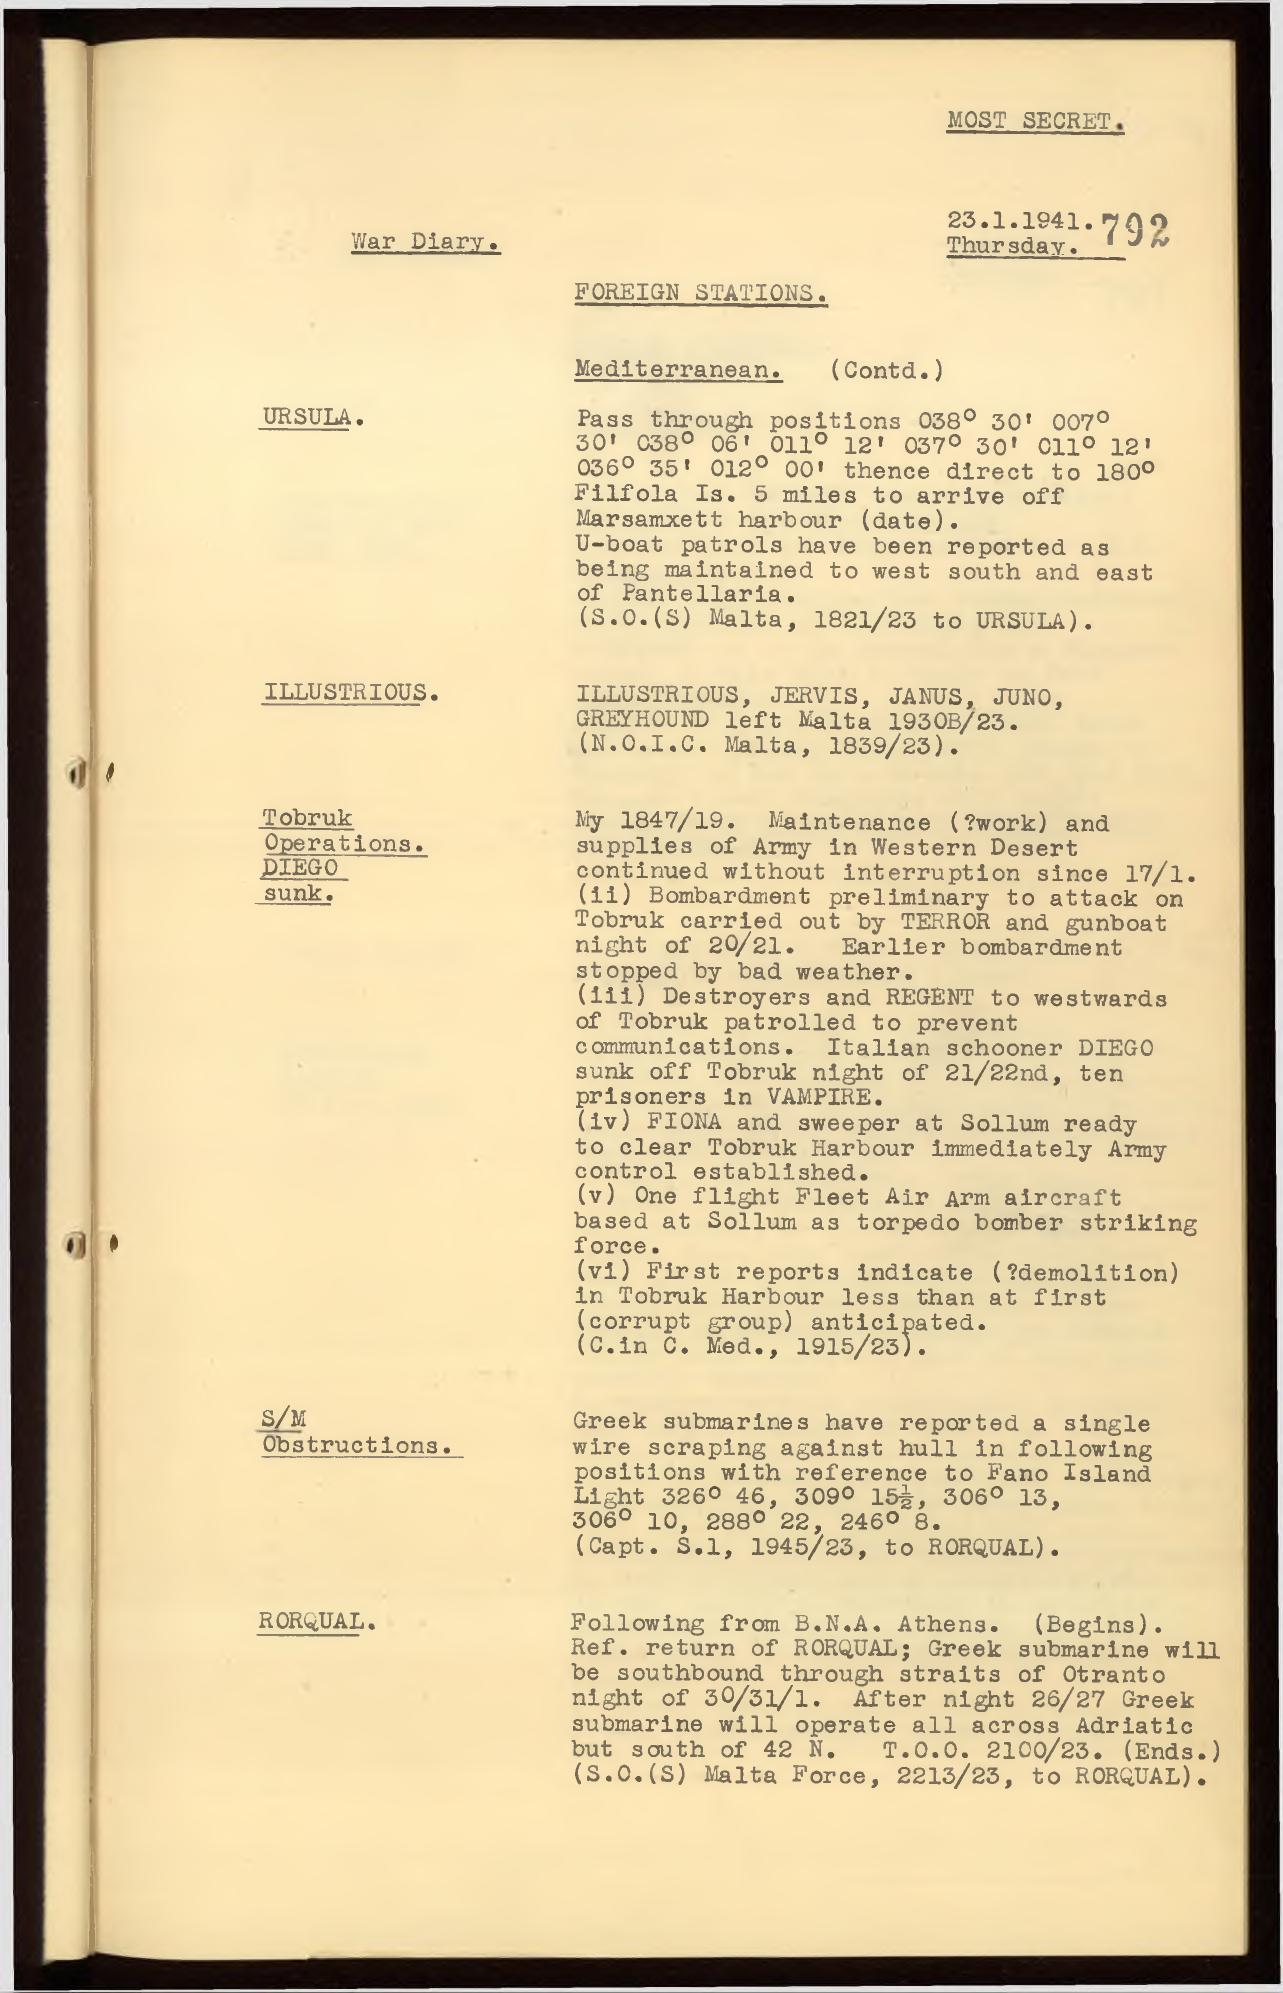 MOST SECRET.
23.1.1941. 792
War Diary.
Thursday.
FOREIGN STATIONS.
Mediterranean. (Contd.)
URSULA.
Pass through positions 038° 30' 007°
30' 038° 06' 011° 12' 037° 30' 011° 12'
036° 35' 012° 00' thence direct to 180°
Filfola Is. 5 miles to arrive off
Marsamxett harbour (date).
U-boat patrols have been reported as
being maintained to west south and east
of Pantellaria.
(S.O.(S) Malta, 1821/23 to URSULA).
ILLUSTRIOUS.
ILLUSTRIOUS, JERVIS, JANUS, JUNO,
GREYHOUND left Malta 1930B/23.
(N.O.I.C. Malta, 1839/23).
Tobruk
Operations.
DIEGO
sunk.
My 1847/19. Maintenance (?work) and
supplies of Army in Western Desert
continued without interruption since 17/1.
(ii) Bombardment preliminary to attack on
Tobruk carried out by TERROR and gunboat
night of 20/21. Earlier bombardment
stopped by bad weather.
(iii) Destroyers and REGENT to westwards
of Tobruk patrolled to prevent
communications. Italian schooner DIEGO
sunk off Tobruk night of 21/22nd, ten
prisoners in VAMPIRE.
(iv) FIONA and sweeper at Sollum ready
to clear Tobruk Harbour immediately Army
control established.
(v) One flight Fleet Air Arm aircraft
based at Sollum as torpedo bomber striking
force.
(vi) First reports indicate (?demolition)
in Tobruk Harbour less than at first
(corrupt group) anticipated.
(C.in C. Med., 1915/23).
S/M
Obstructions.
Greek submarines have reported a single
wire scraping against hull in following
positions with reference to Fano Island
Light 326° 46, 309° 15½, 306° 13,
306° 10, 288° 22, 246° 8.
(Capt. S.1, 1945/23, to RORQUAL).
RORQUAL.
Following from B.N.A. Athens. (Begins).
Ref. return of RORQUAL; Greek submarine will
be southbound through straits of Otranto
night of 30/31/1. After night 26/27 Greek
submarine will operate all across Adriatic
but south of 42 N. T.O.O. 2100/23. (Ends.)
(S.O.(S) Malta Force, 2213/23, to RORQUAL).